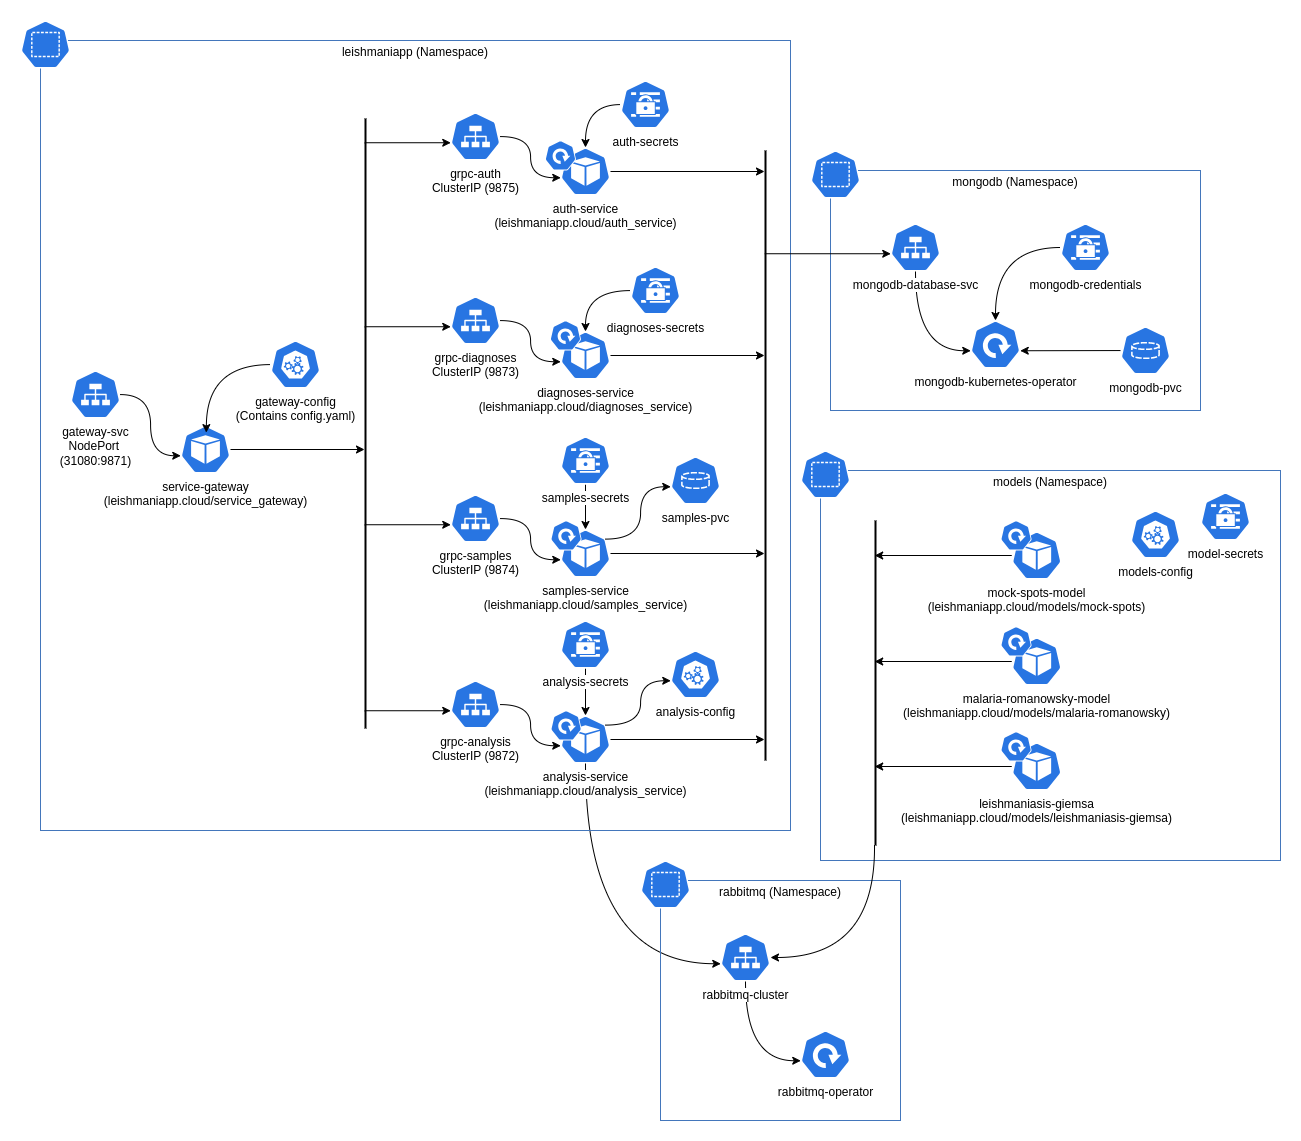 leishmaniapp (Namespace)
auth-secrets
grpc-auth
ClusterIP (9875)
auth-service
(leishmaniapp.cloud/auth_service)
diagnoses-secrets
grpc-diagnoses
ClusterIP (9873)
diagnoses-service
(leishmaniapp.cloud/diagnoses_service)
gateway-config
(Contains config.yaml)
gateway-svc
NodePort
(31080:9871)
service-gateway
(leishmaniapp.cloud/service_gateway)
samples-secrets
samples-pvc
grpc-samples
ClusterIP (9874)
samples-service
(leishmaniapp.cloud/samples_service)
analysis-secrets
analysis-config
grpc-analysis
ClusterIP (9872)
analysis-service
(leishmaniapp.cloud/analysis_service)
mongodb (Namespace)
mongodb-database-svc
mongodb-credentials
mongodb-kubernetes-operator
mongodb-pvc
models (Namespace)
model-secrets
models-config
mock-spots-model
(leishmaniapp.cloud/models/mock-spots)
malaria-romanowsky-model
(leishmaniapp.cloud/models/malaria-romanowsky)
leishmaniasis-giemsa
(leishmaniapp.cloud/models/leishmaniasis-giemsa)
rabbitmq (Namespace)
rabbitmq-cluster
rabbitmq-operator